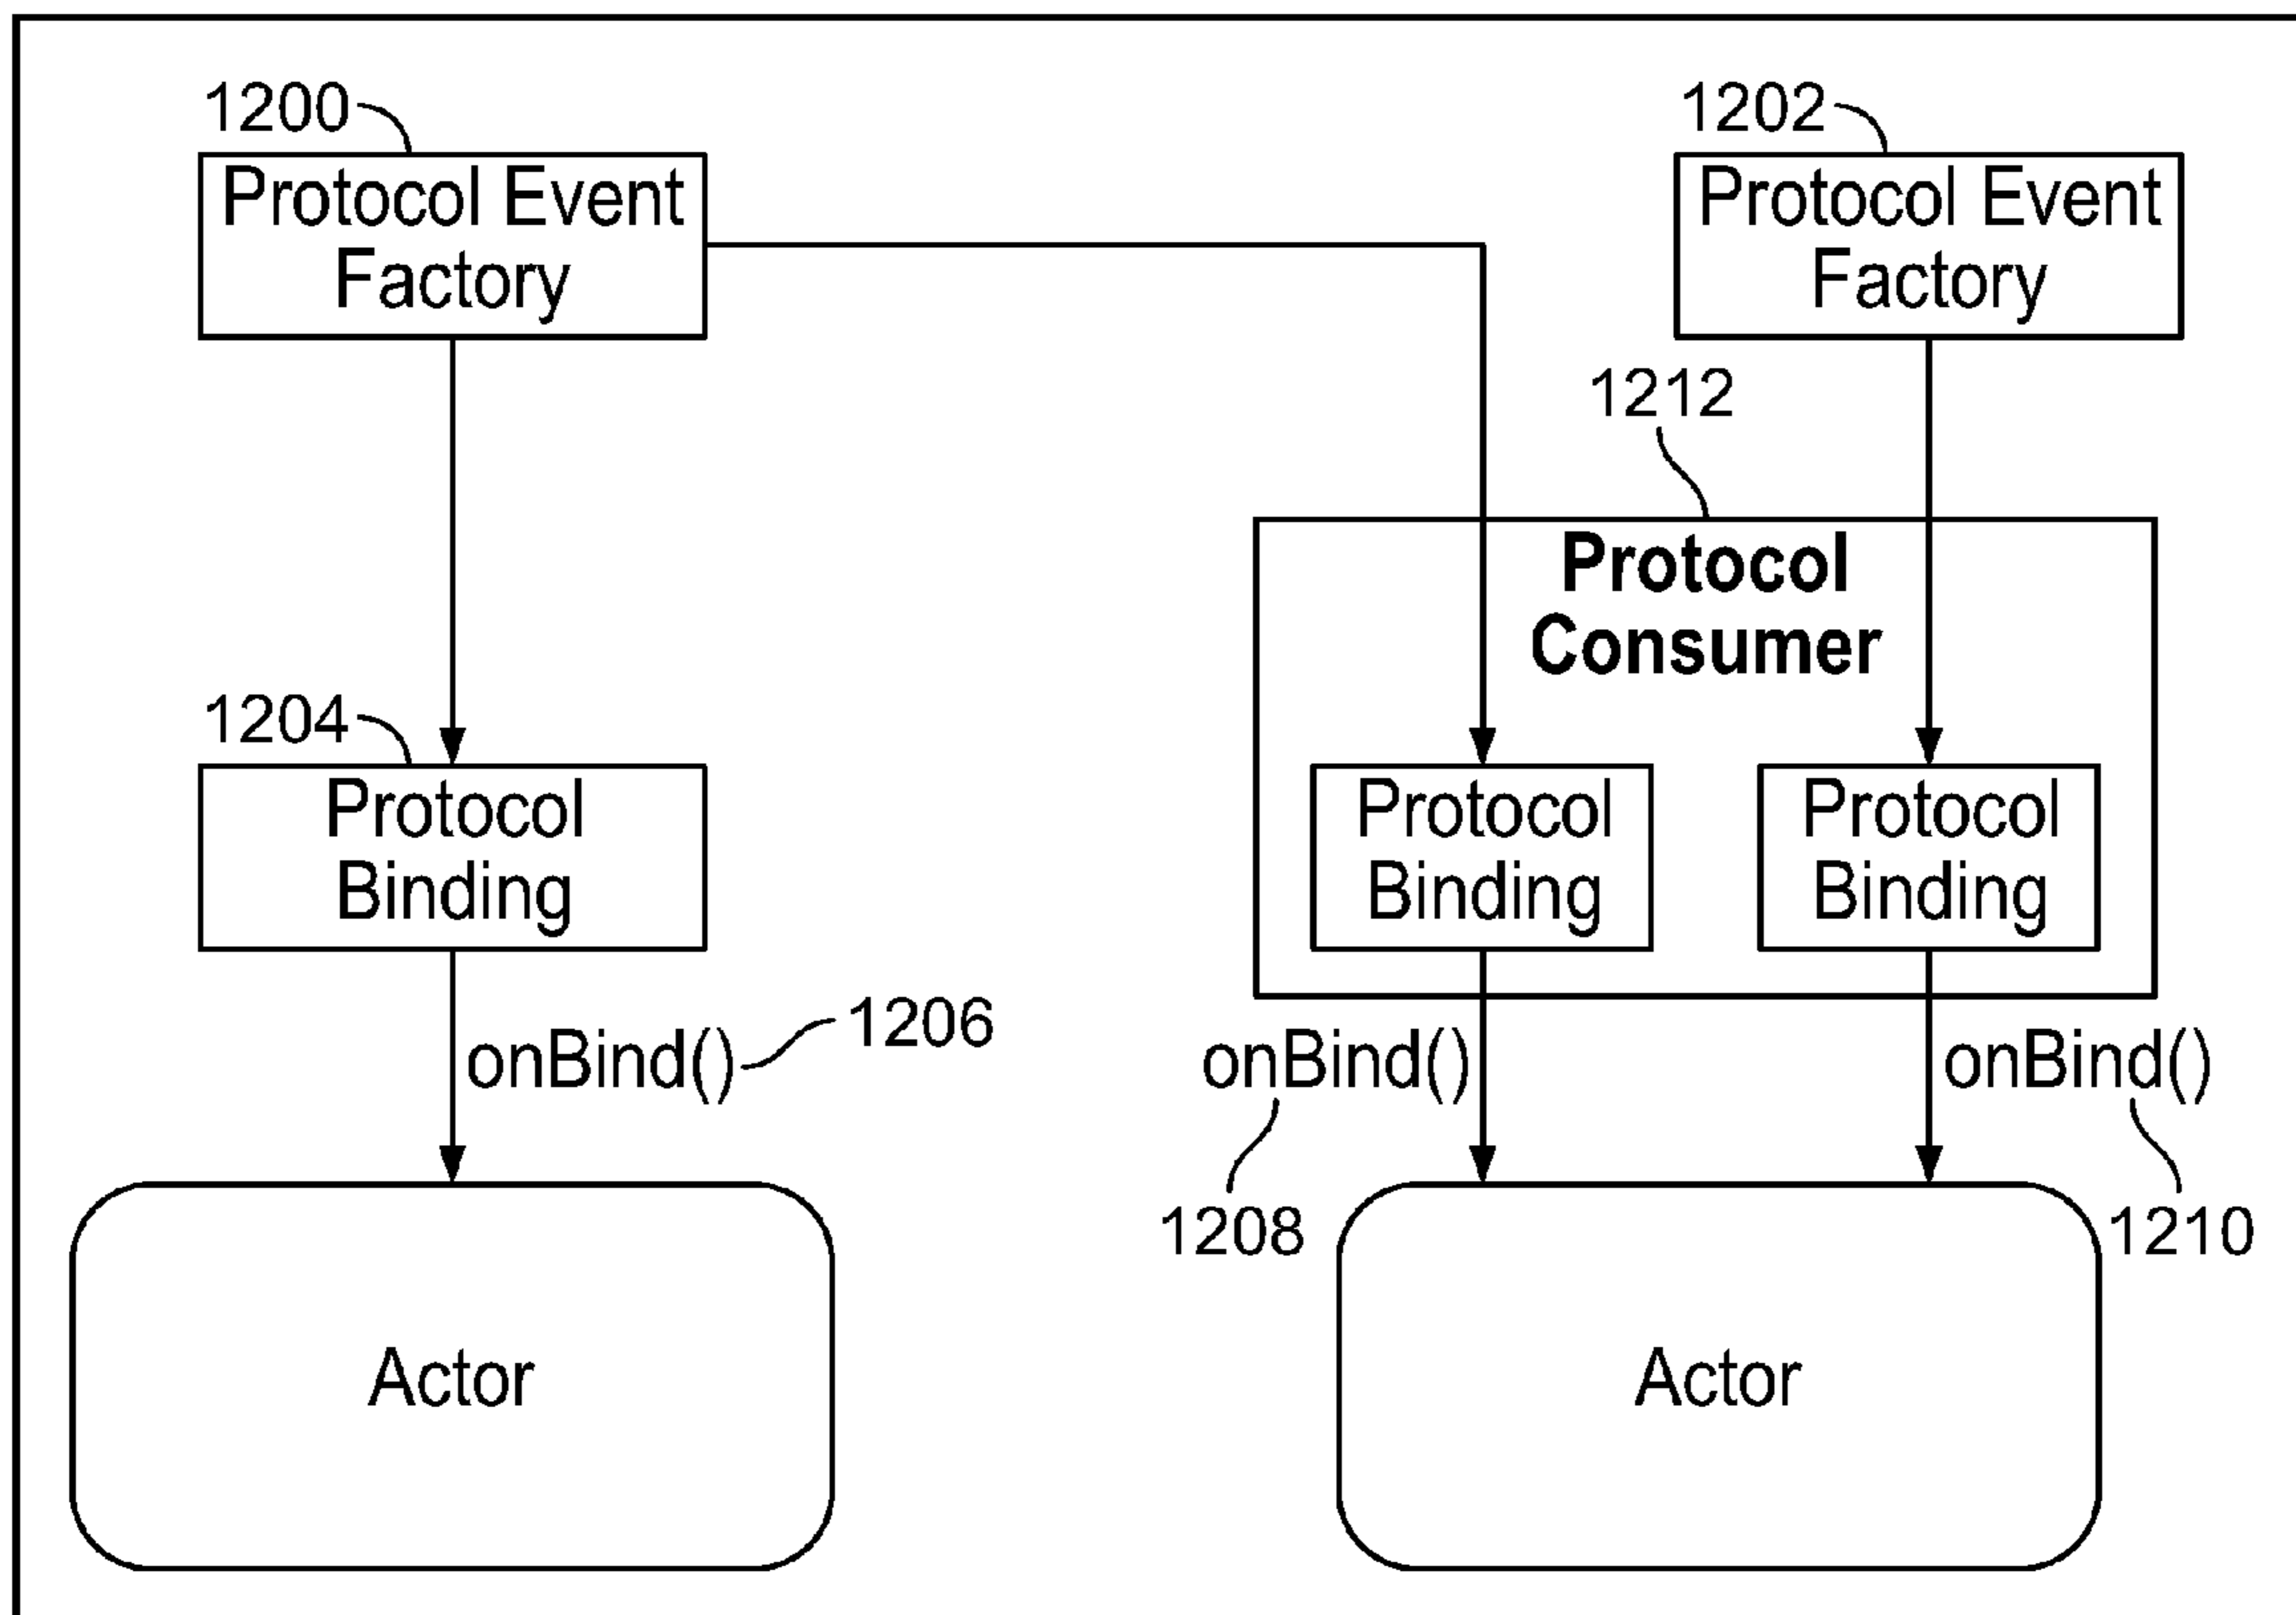 1200
1202
Protocol Event
Factory
Protocol Event
Factory
1212
Protocol
Consumer
1204
Protocol
Binding
Protocol
Binding
Protocol
Binding
onBind()
1206
onBind()
onBind()
1208
1210
Actor
Actor